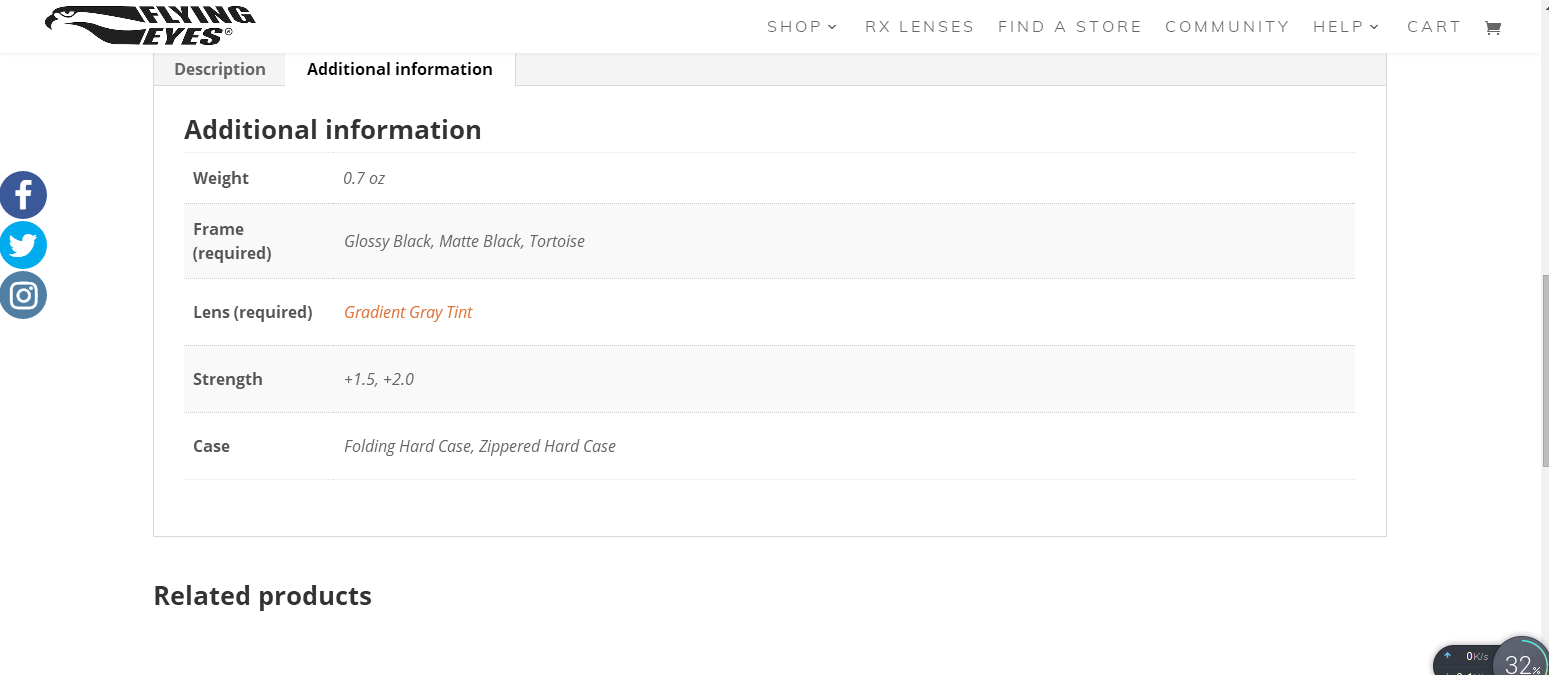 FLYING
EYES®
SHOP RX LENSES FIND A STORE COMMUNITY HELP CART
Description Additional information
Additional information
Weight 0.7 oz
Frame
(required) Glossy Black, Matte Black, Tortoise
Lens (required) Gradient Gray Tint
Strength +1.5, +2.0
Case Folding Hard Case, Zippered Hard Case
Related products
0K/s
32%